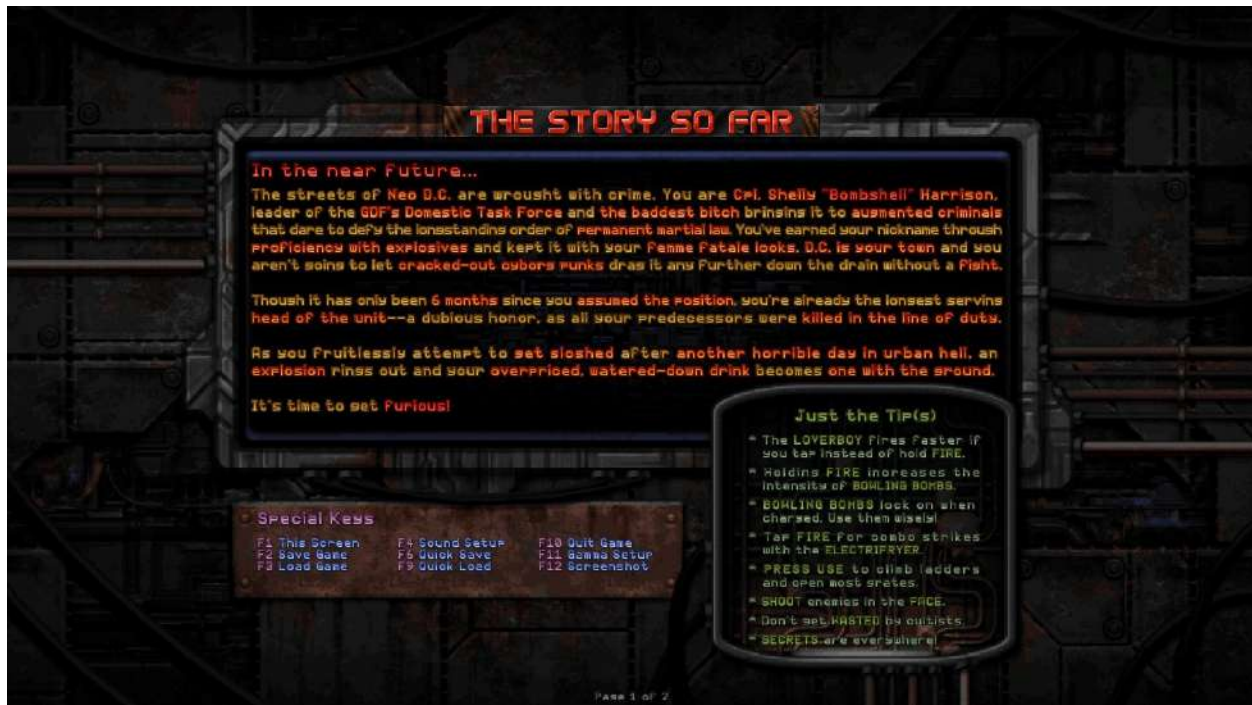 THE STORY SO FAR
In the near future...
The streets of Neo D.C. are wrought with crime. You are Cpl. Shelly "Bombshell" Harrison,
leader of the GDF's Domestic Task Force and the baddest bitch bringing it to augmented criminals
that dare to defy the longstanding order of permanent martial law. You've earned your nickname through
proficiency with explosives and kept it with your femme fatale looks. D.C. is your town and you
aren't going to let cracked-out cyborg punks drag it any further down the drain without a fight.
Though it has only been 6 months since you assumed the position, you're already the longest serving
head of the unit--a dubious honor, as all your predecessors were killed in the line of duty.
As you fruitlessly attempt to get sloshed after another horrible day in urban hell, an
explosion rings out and your overpriced, watered-down drink becomes one with the ground.
It's time to get furious!
Just the Tip(s)
* The LOVERBOY fires faster if
you tap instead of hold FIRE.
* Holding FIRE increases the
intensity of BOWLING BOMBS.
* BOWLING BOMBS lock on when
charged. Use them wisely!
* Tap FIRE for combo strikes
with the ELECTRIFRYER.
* PRESS USE to climb ladders
and open most grates.
* SHOOT enemies in the FACE.
* Don't get WASTED by cultists.
* SECRETS are everywhere!
Special Keys
F1 This Screen F4 Sound Setup F10 Quit Game
F2 Save Game F6 Quick Save F11 Gamma Setup
F3 Load Game F9 Quick Load F12 Screenshot
Page 1 of 2